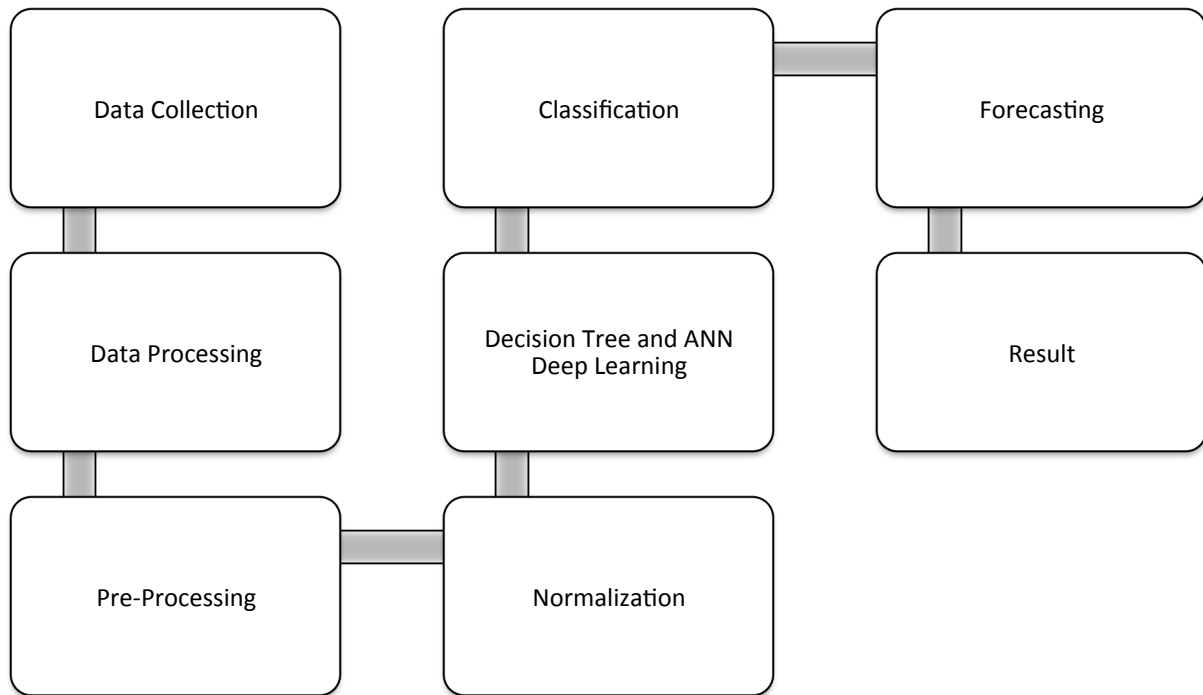 Data Collection
Data Processing
Pre-Processing
Normalization
Decision Tree and ANN
Deep Learning
Classification
Forecasting
Result